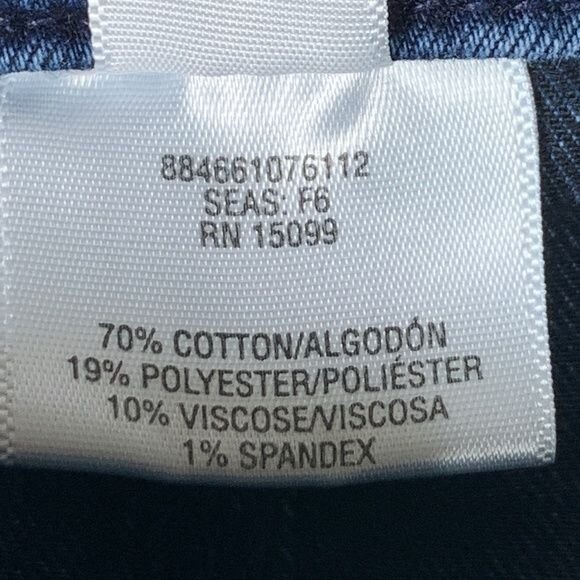 884661076112
SEAS: F6
RN 15099
70% COTTON/ALGODÓN
19% POLYESTER/POLIÉSTER
10% VISCOSE/VISCOSA
1% SPANDEX